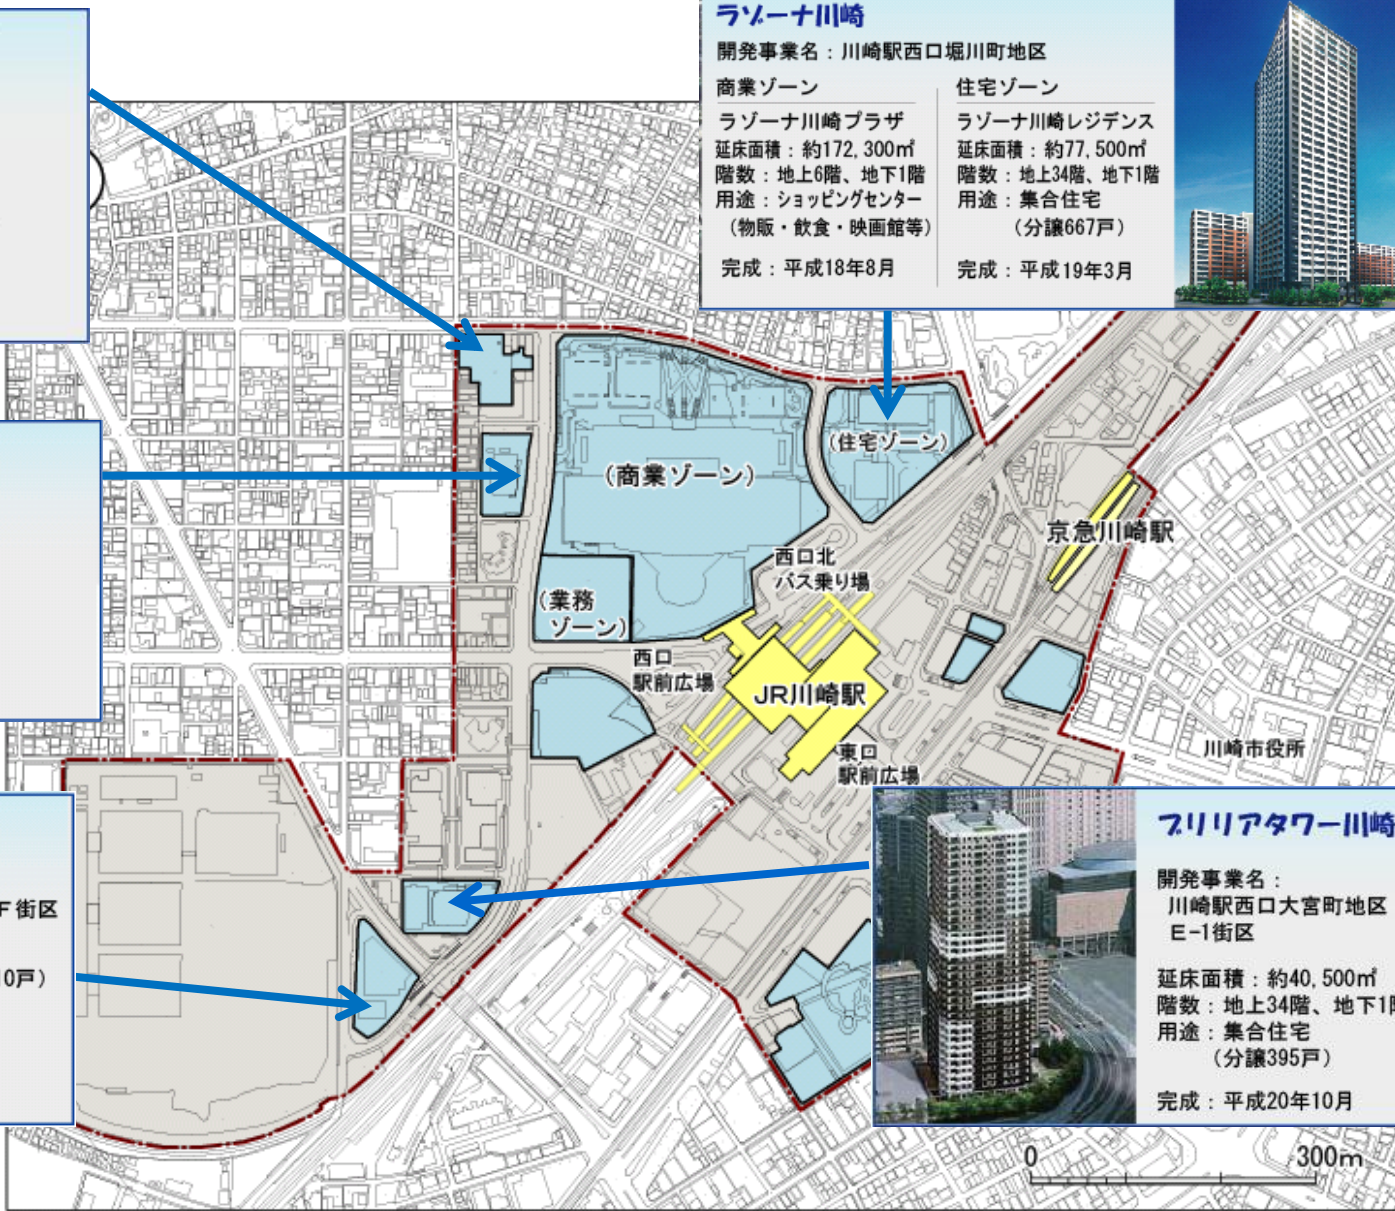 ラゾーナ川崎
開発事業名：川崎駅西口堀川町地区
商業ゾーン
ラゾーナ川崎プラザ
延床面積：約172,300㎡
階数：地上6階、地下1階
用途：ショッピングセンター
（物販・飲食・映画館等）
完成：平成18年8月
住宅ゾーン
ラゾーナ川崎レジデンス
延床面積：約77,500㎡
階数：地上34階、地下1階
用途：集合住宅
（分譲667戸）
完成：平成19年3月
（商業ゾーン）
（住宅ゾーン）
京急川崎駅
西口北
バス乗り場
（業務
ゾーン）
西口
駅前広場
JR川崎駅
東口
駅前広場
川崎市役所
F街区
0戸）
ブリリアタワー川崎
開発事業名：
川崎駅西口大宮町地区
E-1街区
延床面積：約40,500㎡
階数：地上34階、地下1
用途：集合住宅
（分譲395戸）
完成：平成20年10月
0
300m